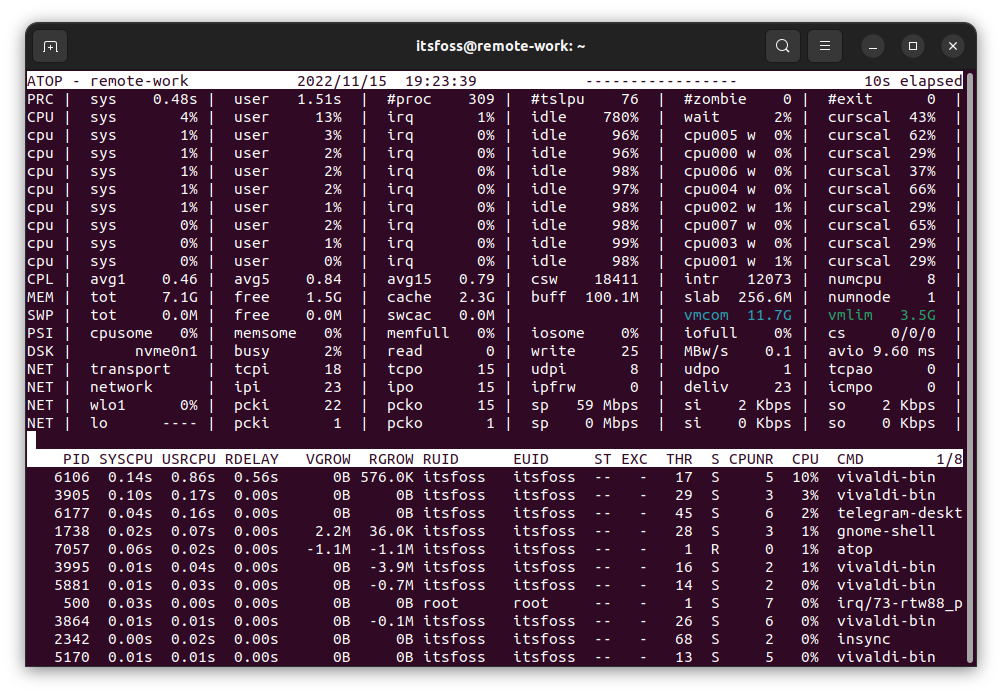 itsfoss@remote-work: ~
ATOP - remote-work 2022/11/15 19:23:39 ----------------- 10s elapsed
PRC | sys 0.48s | user 1.51s | #proc 309 | #tslpu 76 | #zombie 0 | #exit 0 |
CPU | sys 4% | user 13% | irq 1% | idle 780% | wait 2% | curscal 43% |
cpu | sys 1% | user 3% | irq 0% | idle 96% | cpu005 w 0% | curscal 62% |
cpu | sys 1% | user 2% | irq 0% | idle 96% | cpu000 w 0% | curscal 29% |
cpu | sys 1% | user 2% | irq 0% | idle 98% | cpu006 w 0% | curscal 37% |
cpu | sys 1% | user 2% | irq 0% | idle 97% | cpu004 w 0% | curscal 66% |
cpu | sys 1% | user 1% | irq 0% | idle 98% | cpu002 w 1% | curscal 29% |
cpu | sys 0% | user 2% | irq 0% | idle 98% | cpu007 w 0% | curscal 65% |
cpu | sys 0% | user 1% | irq 0% | idle 99% | cpu003 w 0% | curscal 29% |
cpu | sys 0% | user 0% | irq 0% | idle 98% | cpu001 w 1% | curscal 29% |
CPL | avg1 0.46 | avg5 0.84 | avg15 0.79 | csw 18411 | intr 12073 | numcpu 8 |
MEM | tot 7.1G | free 1.5G | cache 2.3G | buff 100.1M | slab 256.6M | numnode 1 |
SWP | tot 0.0M | free 0.0M | swcac 0.0M | | vmcom 11.7G | vmlim 3.5G |
PSI | cpusome 0% | memsome 0% | memfull 0% | iosome 0% | iofull 0% | cs 0/0/0 |
DSK | nvme0n1 | busy 2% | read 0 | write 25 | MBw/s 0.1 | avio 9.60 ms |
NET | transport | tcpi 18 | tcpo 15 | udpi 8 | udpo 1 | tcpao 0 |
NET | network | ipi 23 | ipo 15 | ipfrw 0 | deliv 23 | icmpo 0 |
NET | wlo1 0% | pcki 22 | pcko 15 | sp 59 Mbps | si 2 Kbps | so 2 Kbps |
NET | lo ---- | pcki 1 | pcko 1 | sp 0 Mbps | si 0 Kbps | so 0 Kbps |
PID SYSCPU USRCPU RDELAY VGROW RGROW RUID EUID ST EXC THR S CPUNR CPU CMD 1/8
6106 0.14s 0.86s 0.56s 0B 576.0K itsfoss itsfoss -- - 17 S 5 10% vivaldi-bin
3905 0.10s 0.17s 0.00s 0B 0B itsfoss itsfoss -- - 29 S 3 3% vivaldi-bin
6177 0.04s 0.16s 0.00s 0B 0B itsfoss itsfoss -- - 45 S 6 2% telegram-deskt
1738 0.02s 0.07s 0.00s 2.2M 36.0K itsfoss itsfoss -- - 28 S 3 1% gnome-shell
7057 0.06s 0.02s 0.00s -1.1M -1.1M itsfoss itsfoss -- - 1 R 0 1% atop
3995 0.01s 0.04s 0.00s 0B -3.9M itsfoss itsfoss -- - 16 S 2 1% vivaldi-bin
5881 0.01s 0.03s 0.00s 0B -0.7M itsfoss itsfoss -- - 14 S 2 0% vivaldi-bin
500 0.03s 0.00s 0.00s 0B 0B root root -- - 1 S 7 0% irq/73-rtw88_p
3864 0.01s 0.01s 0.00s 0B -0.1M itsfoss itsfoss -- - 26 S 6 0% vivaldi-bin
2342 0.00s 0.02s 0.00s 0B 0B itsfoss itsfoss -- - 68 S 2 0% insync
5170 0.01s 0.01s 0.00s 0B 0B itsfoss itsfoss -- - 13 S 5 0% vivaldi-bin